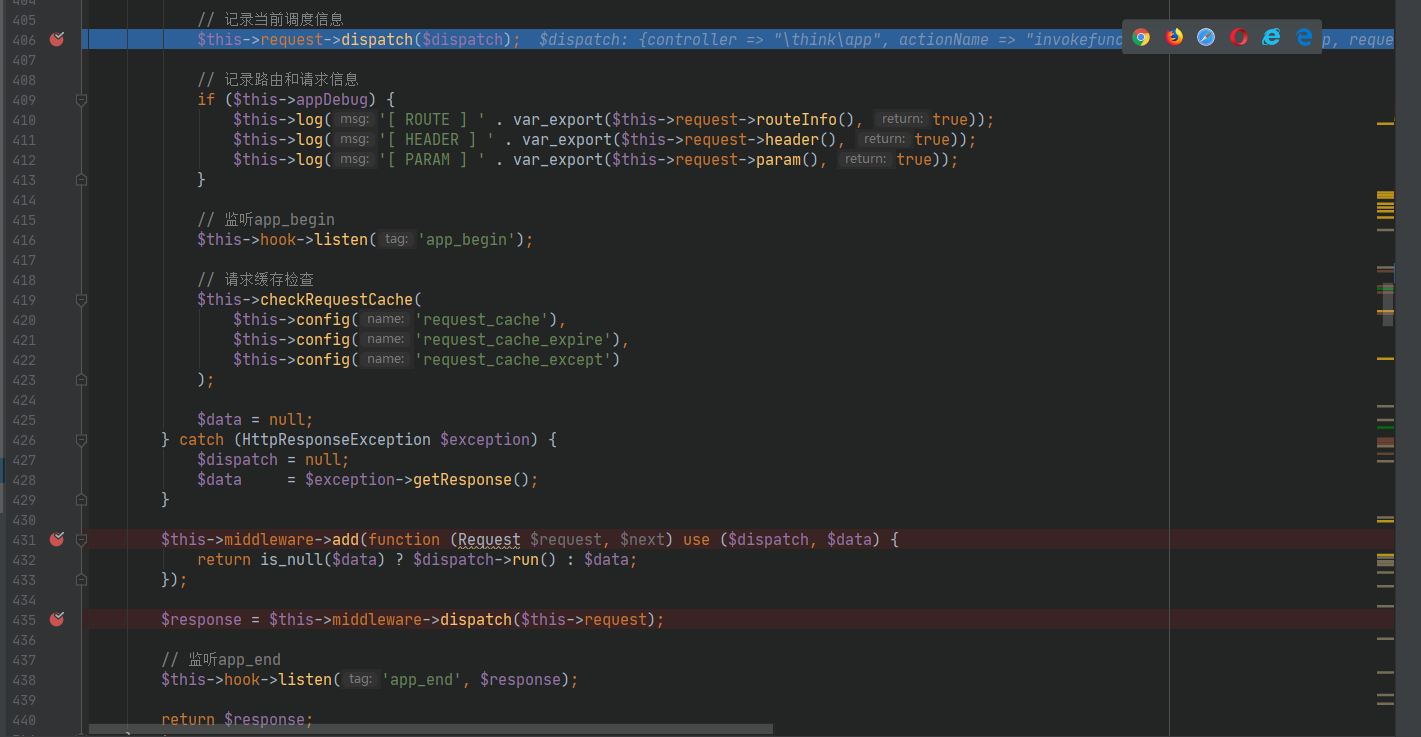 405 // 记录当前调度信息
406 $this->request->dispatch($dispatch); $dispatch: {controller => "\think\app", actionName => "invokefunc p, reque
407
408 // 记录路由和请求信息
409 if ($this->appDebug) {
410 $this->log( msg: '[ ROUTE ] ' . var_export($this->request->routeInfo(), return: true));
411 $this->log( msg: '[ HEADER ] ' . var_export($this->request->header(), return: true));
412 $this->log( msg: '[ PARAM ] ' . var_export($this->request->param(), return: true));
413 }
414
415 // 监听app_begin
416 $this->hook->listen( tag: 'app_begin');
417
418 // 请求缓存检查
419 $this->checkRequestCache(
420 $this->config( name: 'request_cache'),
421 $this->config( name: 'request_cache_expire'),
422 $this->config( name: 'request_cache_except')
423 );
424
425 $data = null;
426 } catch (HttpResponseException $exception) {
427 $dispatch = null;
428 $data     = $exception->getResponse();
429 }
430
431 $this->middleware->add(function (Request $request, $next) use ($dispatch, $data) {
432 return is_null($data) ? $dispatch->run() : $data;
433 });
434
435 $response = $this->middleware->dispatch($this->request);
436
437 // 监听app_end
438 $this->hook->listen( tag: 'app_end', $response);
439
440 return $response;